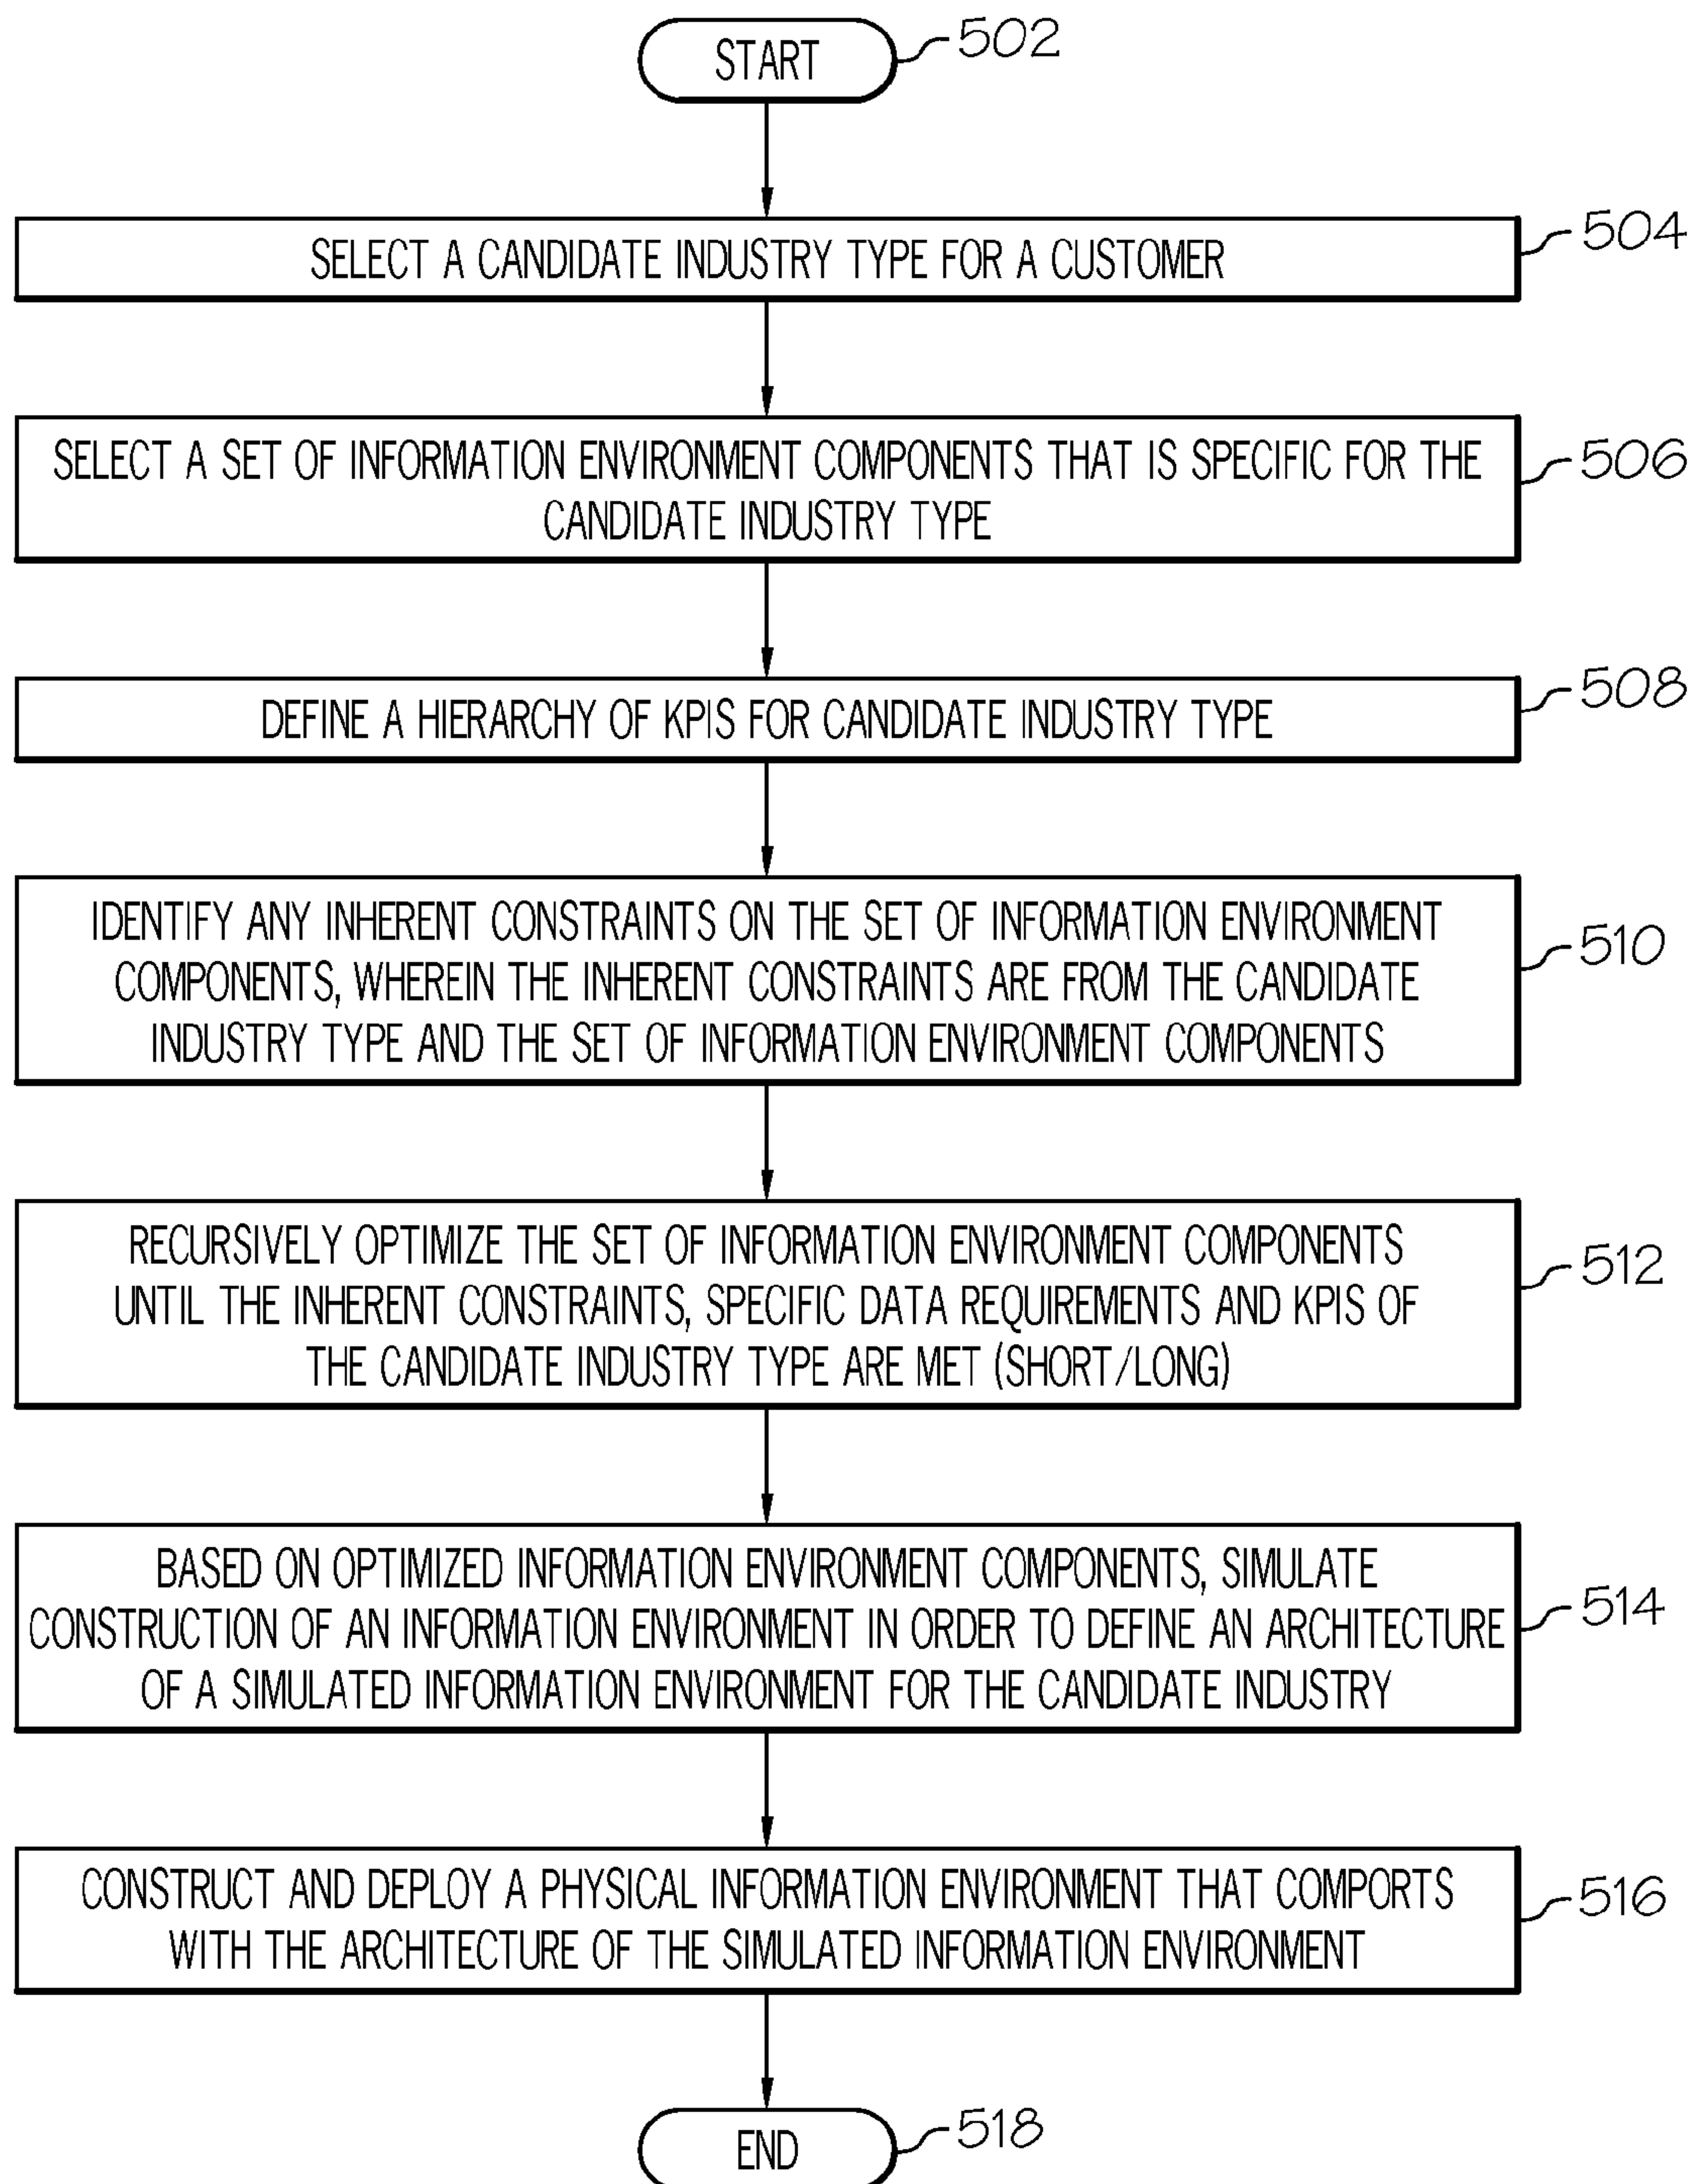 START
502
SELECT A CANDIDATE INDUSTRY TYPE FOR A CUSTOMER
504
SELECT A SET OF INFORMATION ENVIRONMENT COMPONENTS THAT IS SPECIFIC FOR THE
CANDIDATE INDUSTRY TYPE
506
DEFINE A HIERARCHY OF KPIS FOR CANDIDATE INDUSTRY TYPE
508
IDENTIFY ANY INHERENT CONSTRAINTS ON THE SET OF INFORMATION ENVIRONMENT
COMPONENTS, WHEREIN THE INHERENT CONSTRAINTS ARE FROM THE CANDIDATE
INDUSTRY TYPE AND THE SET OF INFORMATION ENVIRONMENT COMPONENTS
510
RECURSIVELY OPTIMIZE THE SET OF INFORMATION ENVIRONMENT COMPONENTS
UNTIL THE INHERENT CONSTRAINTS, SPECIFIC DATA REQUIREMENTS AND KPIS OF
THE CANDIDATE INDUSTRY TYPE ARE MET (SHORT/LONG)
512
BASED ON OPTIMIZED INFORMATION ENVIRONMENT COMPONENTS, SIMULATE
CONSTRUCTION OF AN INFORMATION ENVIRONMENT IN ORDER TO DEFINE AN ARCHITECTURE
OF A SIMULATED INFORMATION ENVIRONMENT FOR THE CANDIDATE INDUSTRY
514
CONSTRUCT AND DEPLOY A PHYSICAL INFORMATION ENVIRONMENT THAT COMPORTS
WITH THE ARCHITECTURE OF THE SIMULATED INFORMATION ENVIRONMENT
516
END
518